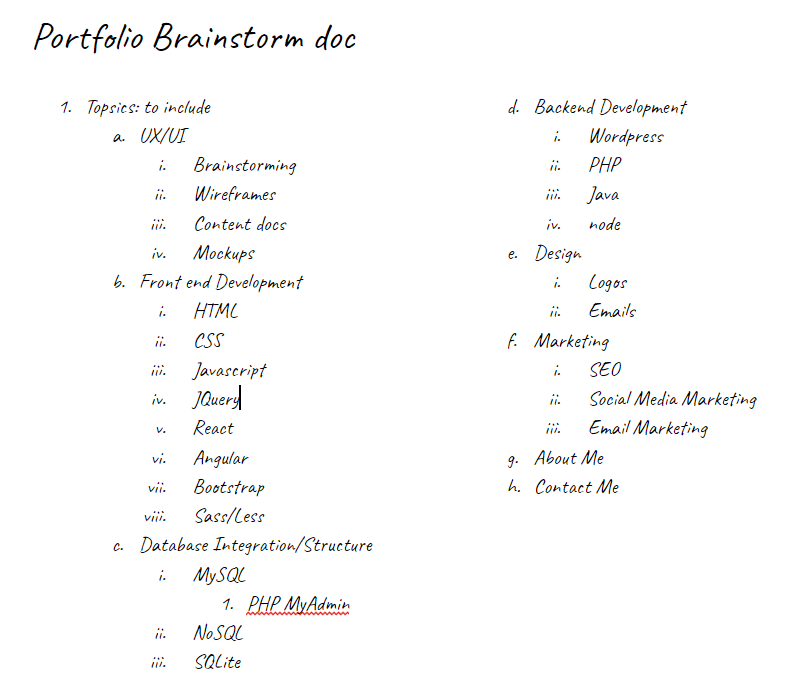 Portfolio Brainstorm doc
1. Topsics: to include
a. UX/UI
i. Brainstorming
ii. Wireframes
iii. Content docs
iv. Mockups
b. Front end Development
i. HTML
ii. CSS
iii. Javascript
iv. JQuery
v. React
vi. Angular
vii. Bootstrap
viii. Sass/Less
c. Database Integration/Structure
i. MySQL
1. PHP MyAdmin
ii. NoSQL
iii. SQLite
d. Backend Development
i. Wordpress
ii. PHP
iii. Java
iv. node
e. Design
i. Logos
ii. Emails
f. Marketing
i. SEO
ii. Social Media Marketing
iii. Email Marketing
g. About Me
h. Contact Me